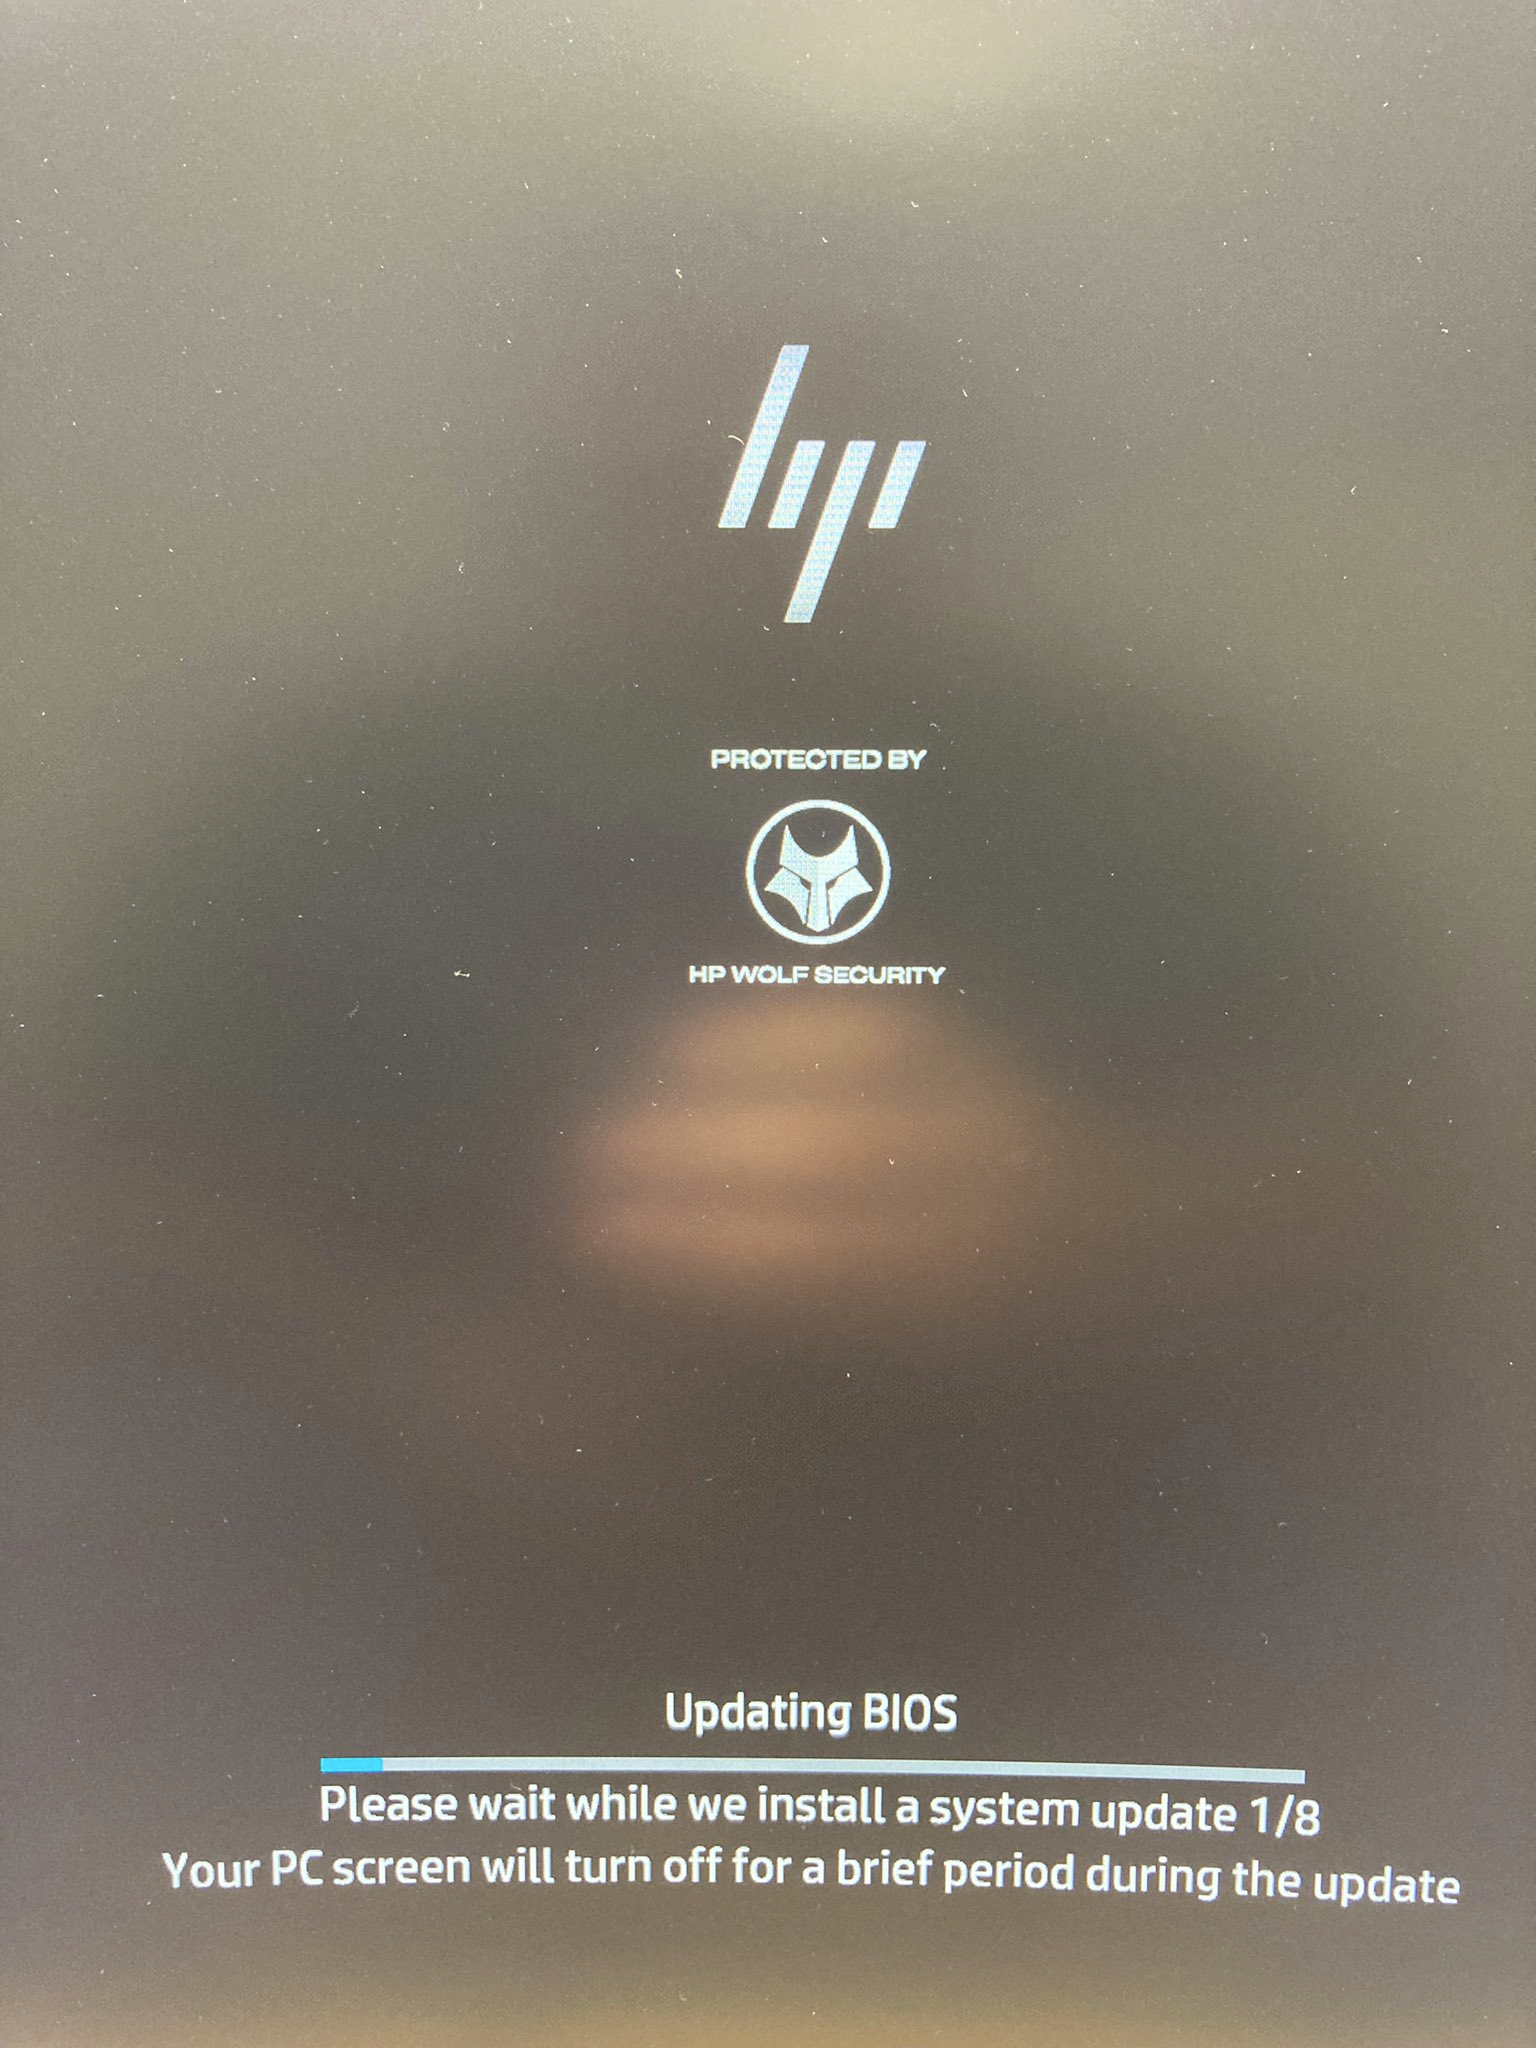 hp
PROTECTED BY
HP WOLF SECURITY
Updating BIOS
Please wait while we install a system update 1/8
Your PC screen will turn off for a brief period during the update